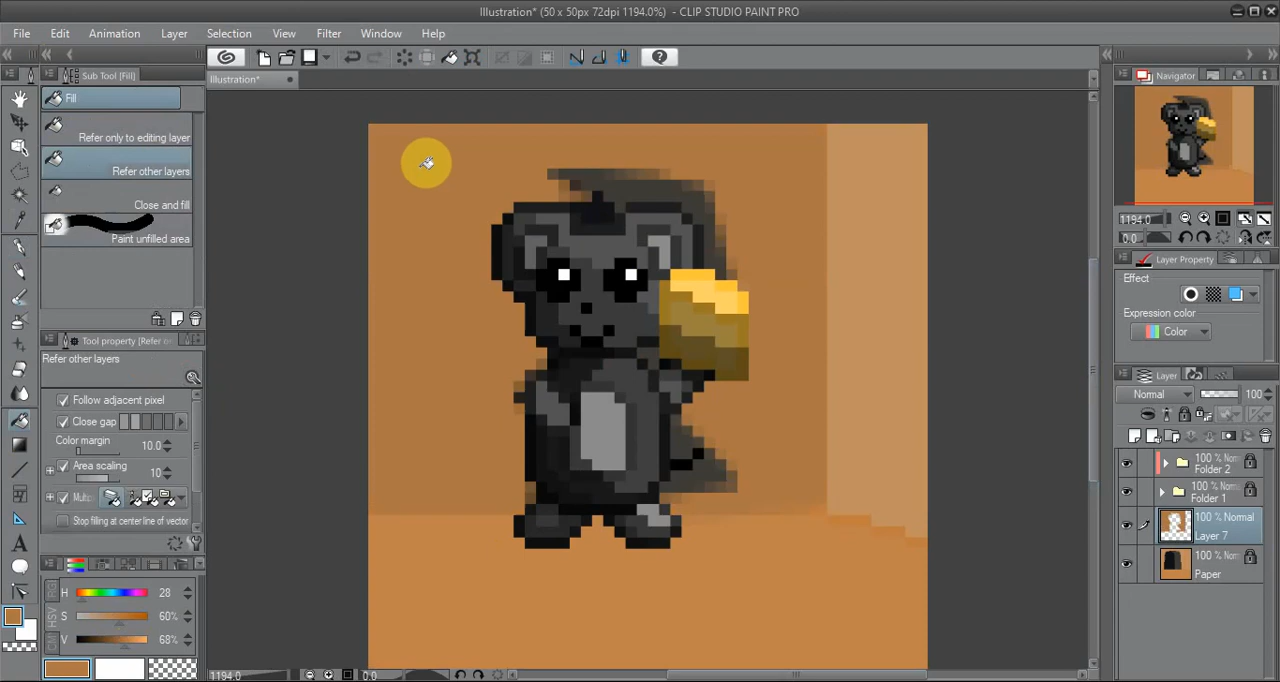 Illustration* (50 x 50px 72dpi 1194.0%) - CLIP STUDIO PAINT PRO
File Edit Animation Layer Selection View Filter Window Help
Sub Tool [Fill]
Illustration*
Navigator
Fill
Refer only to editing layer
Refer other layers
Close and fill
Paint unfilled area
1194.0
0.0
Layer Property
Effect
Expression color
Color
Tool property [Refer o
Refer other layers
Follow adjacent pixel
Close gap
Color margin
10.0
Area scaling
10
Multip
Stop filling at center line of vector
Layer
Normal 100
100 % Norm
Folder 2
100 % Norm
Folder 1
100 % Normal
Layer 7
100 % Norm
Paper
H 28
S 60%
V 68%
1194.0 0.0